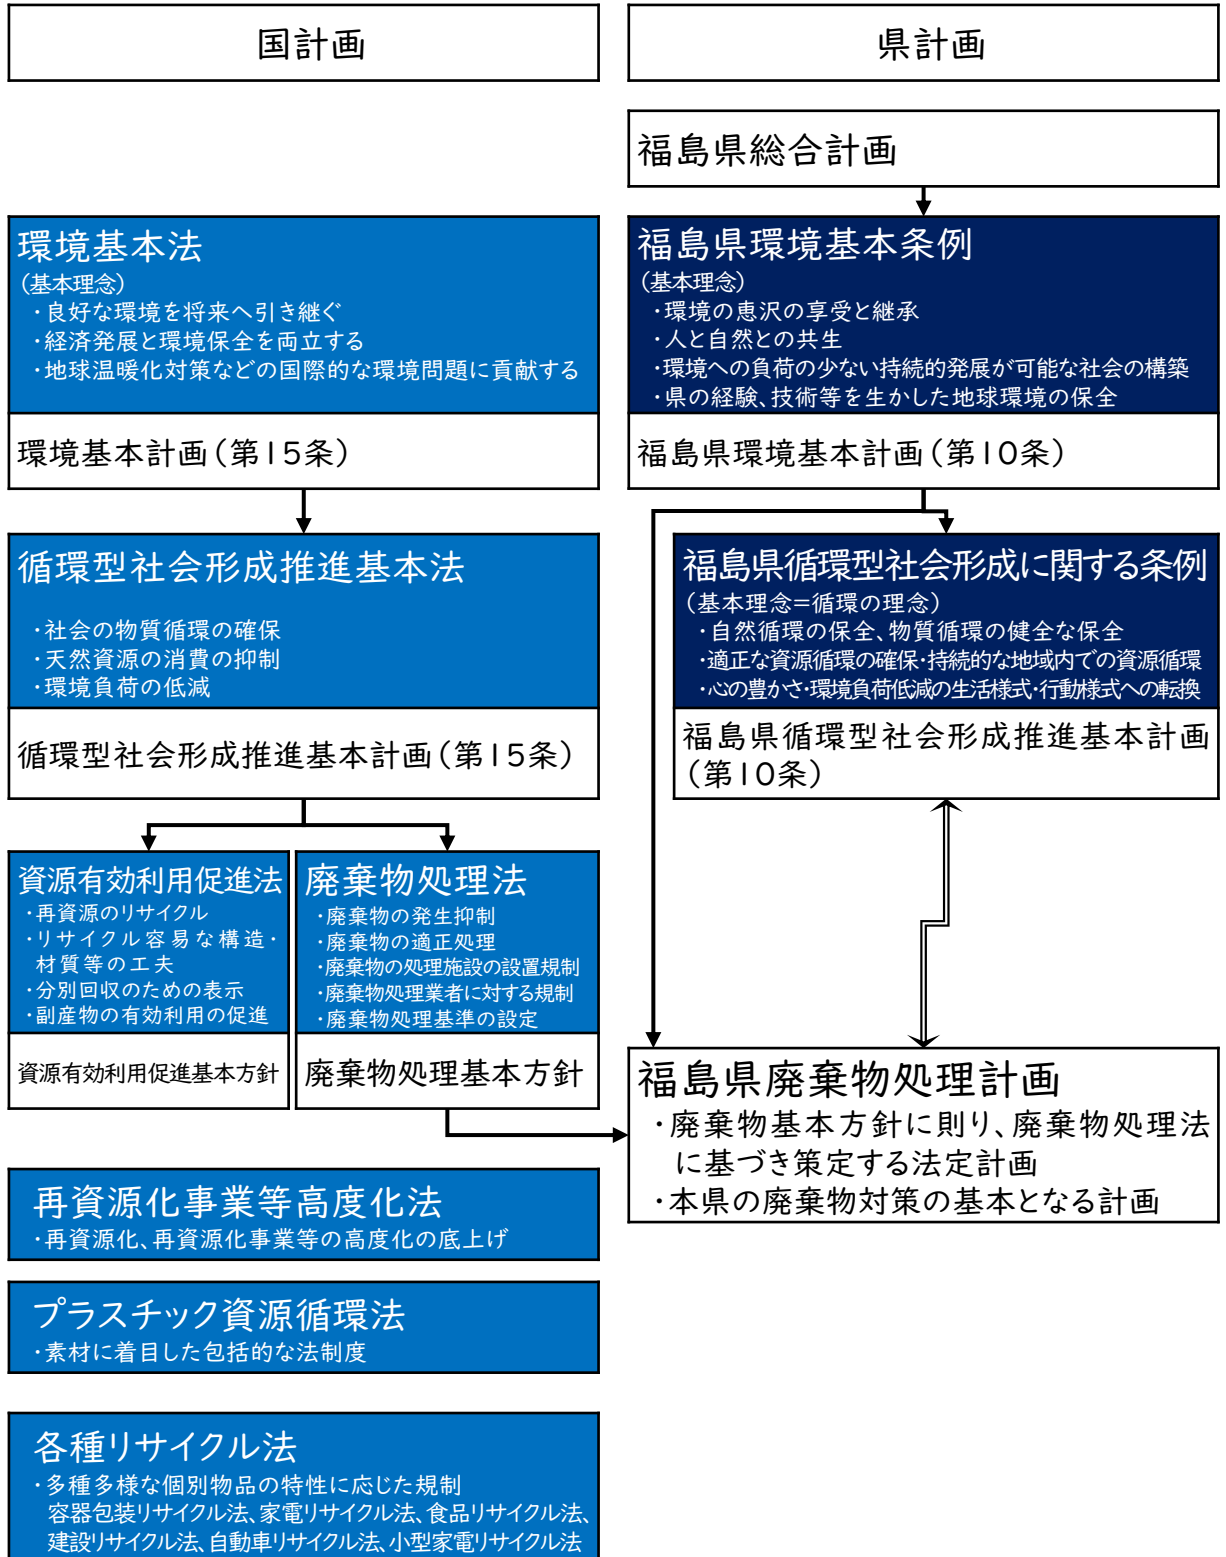 国計画
県計画
福島県総合計画
環境基本法
（基本理念）
・良好な環境を将来へ引き継ぐ
・経済発展と環境保全を両立する
・地球温暖化対策などの国際的な環境問題に貢献する
環境基本計画（第15条）
福島県環境基本条例
（基本理念）
・環境の恵沢の享受と継承
・人と自然との共生
・環境への負荷の少ない持続的発展が可能な社会の構築
・県の経験、技術等を生かした地球環境の保全
福島県環境基本計画（第10条）
循環型社会形成推進基本法
・社会の物質循環の確保
・天然資源の消費の抑制
・環境負荷の低減
循環型社会形成推進基本計画（第15条）
福島県循環型社会形成に関する条例
（基本理念＝循環の理念）
・自然循環の保全、物質循環の健全な保全
・適正な資源循環の確保・持続的な地域内での資源循環
・心の豊かさ・環境負荷低減の生活様式・行動様式への転換
福島県循環型社会形成推進基本計画
（第10条）
資源有効利用促進法
・再資源のリサイクル
・リサイクル容易な構造・
材質等の工夫
・分別回収のための表示
・副産物の有効利用の促進
資源有効利用促進基本方針
廃棄物処理法
・廃棄物の発生抑制
・廃棄物の適正処理
・廃棄物の処理施設の設置規制
・廃棄物処理業者に対する規制
・廃棄物処理基準の設定
廃棄物処理基本方針
福島県廃棄物処理計画
・廃棄物基本方針に則り、廃棄物処理法
に基づき策定する法定計画
・本県の廃棄物対策の基本となる計画
再資源化事業等高度化法
・再資源化、再資源化事業等の高度化の底上げ
プラスチック資源循環法
・素材に着目した包括的な法制度
各種リサイクル法
・多種多様な個別物品の特性に応じた規制
容器包装リサイクル法、家電リサイクル法、食品リサイクル法、
建設リサイクル法、自動車リサイクル法、小型家電リサイクル法